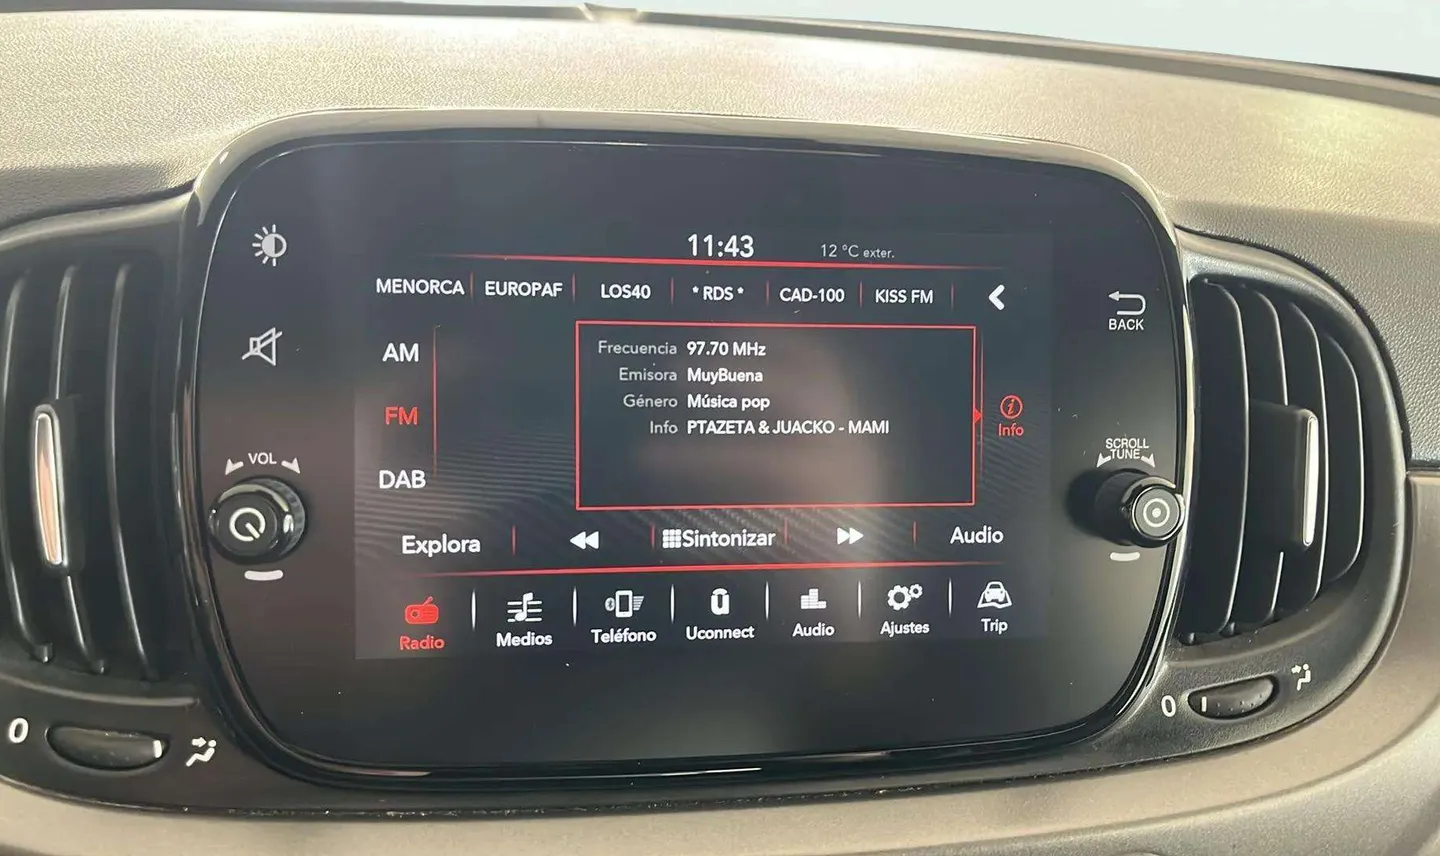 11:43 12 °C exter.
MENORCA EUROPAF LOS40 * RDS * CAD-100 KISS FM
BACK
AM
FM
DAB
Frecuencia 97.70 MHz
Emisora MuyBuena
Género Música pop
Info PTAZETA & JUACKO - MAMI
Info
VOL
SCROLL
TUNE
Explora Sintonizar Audio
Radio Medios Teléfono Uconnect Audio Ajustes Trip
0
0